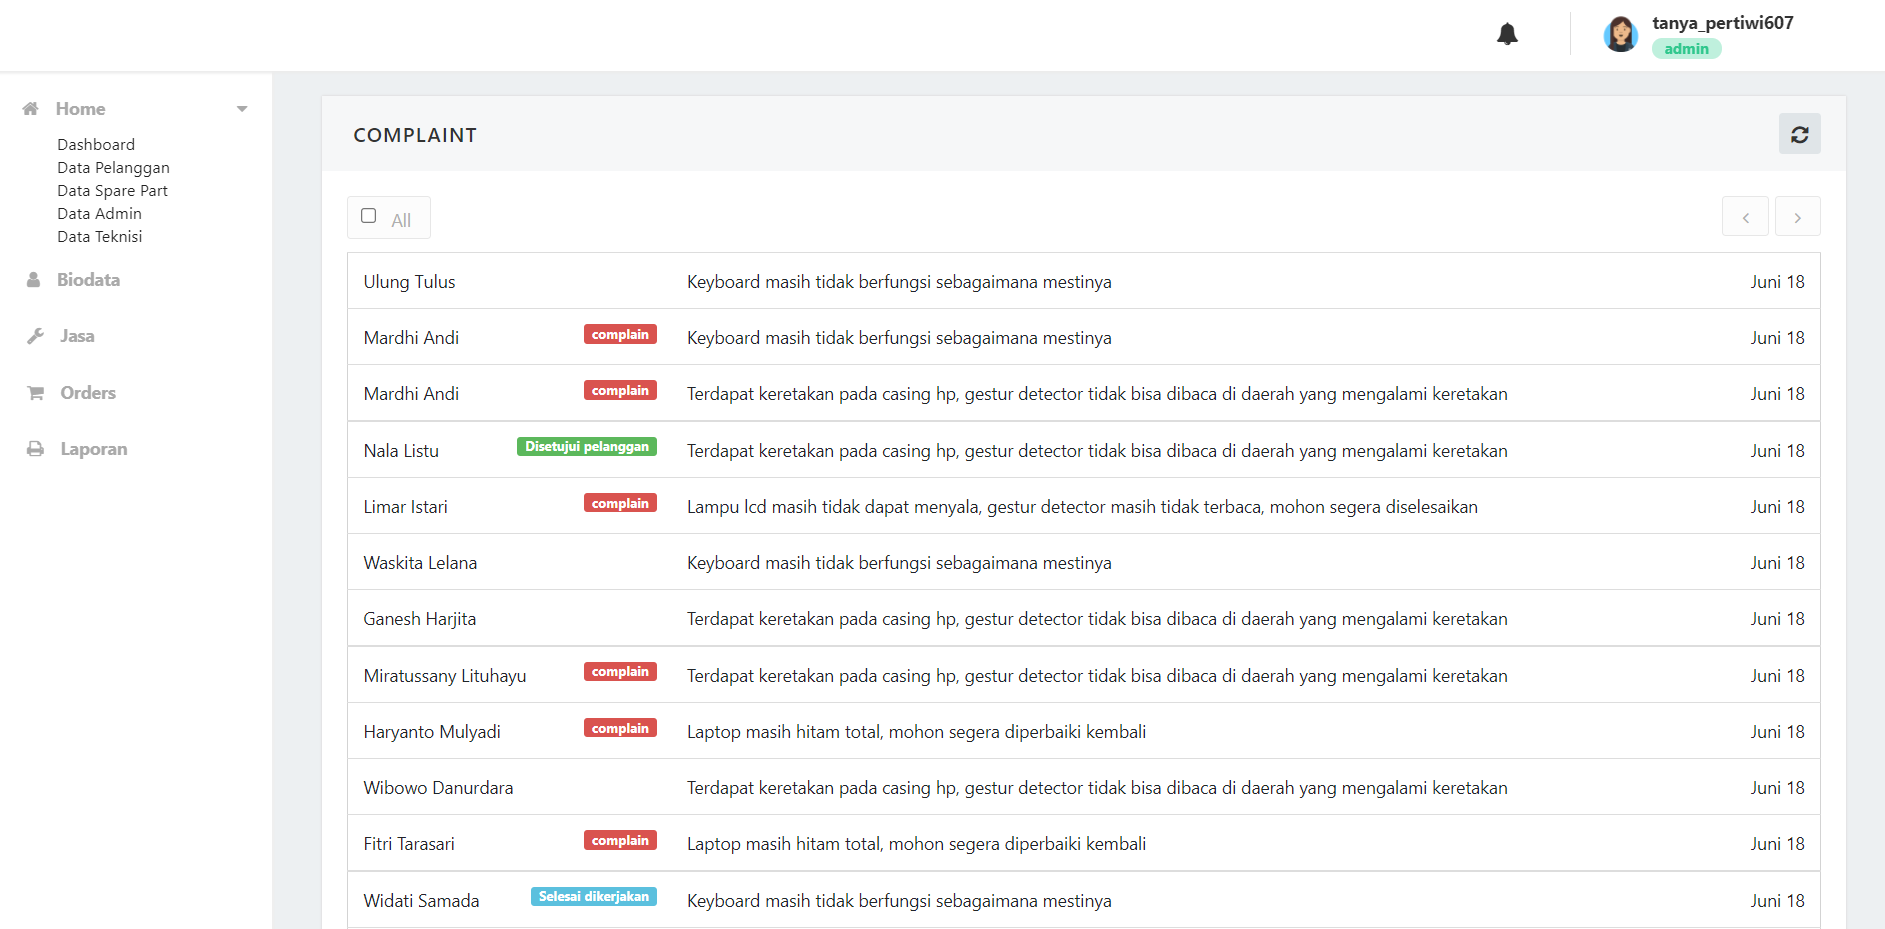 tanya_pertiwi607
admin
Home
Dashboard
Data Pelanggan
Data Spare Part
Data Admin
Data Teknisi
Biodata
Jasa
Orders
Laporan
COMPLAINT
All
Ulung Tulus Keyboard masih tidak berfungsi sebagaimana mestinya Juni 18
Mardhi Andi complain Keyboard masih tidak berfungsi sebagaimana mestinya Juni 18
Mardhi Andi complain Terdapat keretakan pada casing hp, gestur detector tidak bisa dibaca di daerah yang mengalami keretakan Juni 18
Nala Listu Disetujui pelanggan Terdapat keretakan pada casing hp, gestur detector tidak bisa dibaca di daerah yang mengalami keretakan Juni 18
Limar Istari complain Lampu lcd masih tidak dapat menyala, gestur detector masih tidak terbaca, mohon segera diselesaikan Juni 18
Waskita Lelana Keyboard masih tidak berfungsi sebagaimana mestinya Juni 18
Ganesh Harjita Terdapat keretakan pada casing hp, gestur detector tidak bisa dibaca di daerah yang mengalami keretakan Juni 18
Miratussany Lituhayu complain Terdapat keretakan pada casing hp, gestur detector tidak bisa dibaca di daerah yang mengalami keretakan Juni 18
Haryanto Mulyadi complain Laptop masih hitam total, mohon segera diperbaiki kembali Juni 18
Wibowo Danurdara Terdapat keretakan pada casing hp, gestur detector tidak bisa dibaca di daerah yang mengalami keretakan Juni 18
Fitri Tarasari complain Laptop masih hitam total, mohon segera diperbaiki kembali Juni 18
Widati Samada Selesai dikerjakan Keyboard masih tidak berfungsi sebagaimana mestinya Juni 18